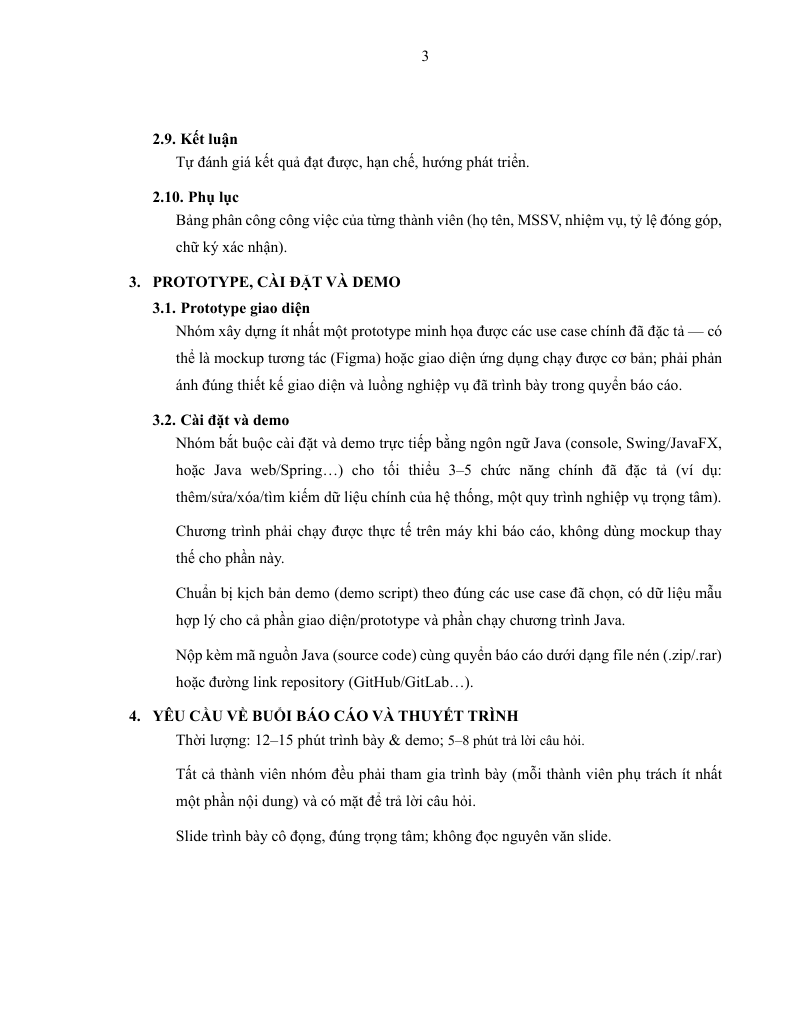 3
2.9. Kết luận
Tự đánh giá kết quả đạt được, hạn chế, hướng phát triển.
2.10. Phụ lục
Bảng phân công công việc của từng thành viên (họ tên, MSSV, nhiệm vụ, tỷ lệ đóng góp,
chữ ký xác nhận).
3. PROTOTYPE, CÀI ĐẶT VÀ DEMO
3.1. Prototype giao diện
Nhóm xây dựng ít nhất một prototype minh họa được các use case chính đã đặc tả — có
thể là mockup tương tác (Figma) hoặc giao diện ứng dụng chạy được cơ bản; phải phản
ánh đúng thiết kế giao diện và luồng nghiệp vụ đã trình bày trong quyển báo cáo.
3.2. Cài đặt và demo
Nhóm bắt buộc cài đặt và demo trực tiếp bằng ngôn ngữ Java (console, Swing/JavaFX,
hoặc Java web/Spring…) cho tối thiểu 3–5 chức năng chính đã đặc tả (ví dụ:
thêm/sửa/xóa/tìm kiếm dữ liệu chính của hệ thống, một quy trình nghiệp vụ trọng tâm).
Chương trình phải chạy được thực tế trên máy khi báo cáo, không dùng mockup thay
thế cho phần này.
Chuẩn bị kịch bản demo (demo script) theo đúng các use case đã chọn, có dữ liệu mẫu
hợp lý cho cả phần giao diện/prototype và phần chạy chương trình Java.
Nộp kèm mã nguồn Java (source code) cùng quyển báo cáo dưới dạng file nén (.zip/.rar)
hoặc đường link repository (GitHub/GitLab…).
4. YÊU CẦU VỀ BUỔI BÁO CÁO VÀ THUYẾT TRÌNH
Thời lượng: 12–15 phút trình bày & demo; 5–8 phút trả lời câu hỏi.
Tất cả thành viên nhóm đều phải tham gia trình bày (mỗi thành viên phụ trách ít nhất
một phần nội dung) và có mặt để trả lời câu hỏi.
Slide trình bày cô đọng, đúng trọng tâm; không đọc nguyên văn slide.